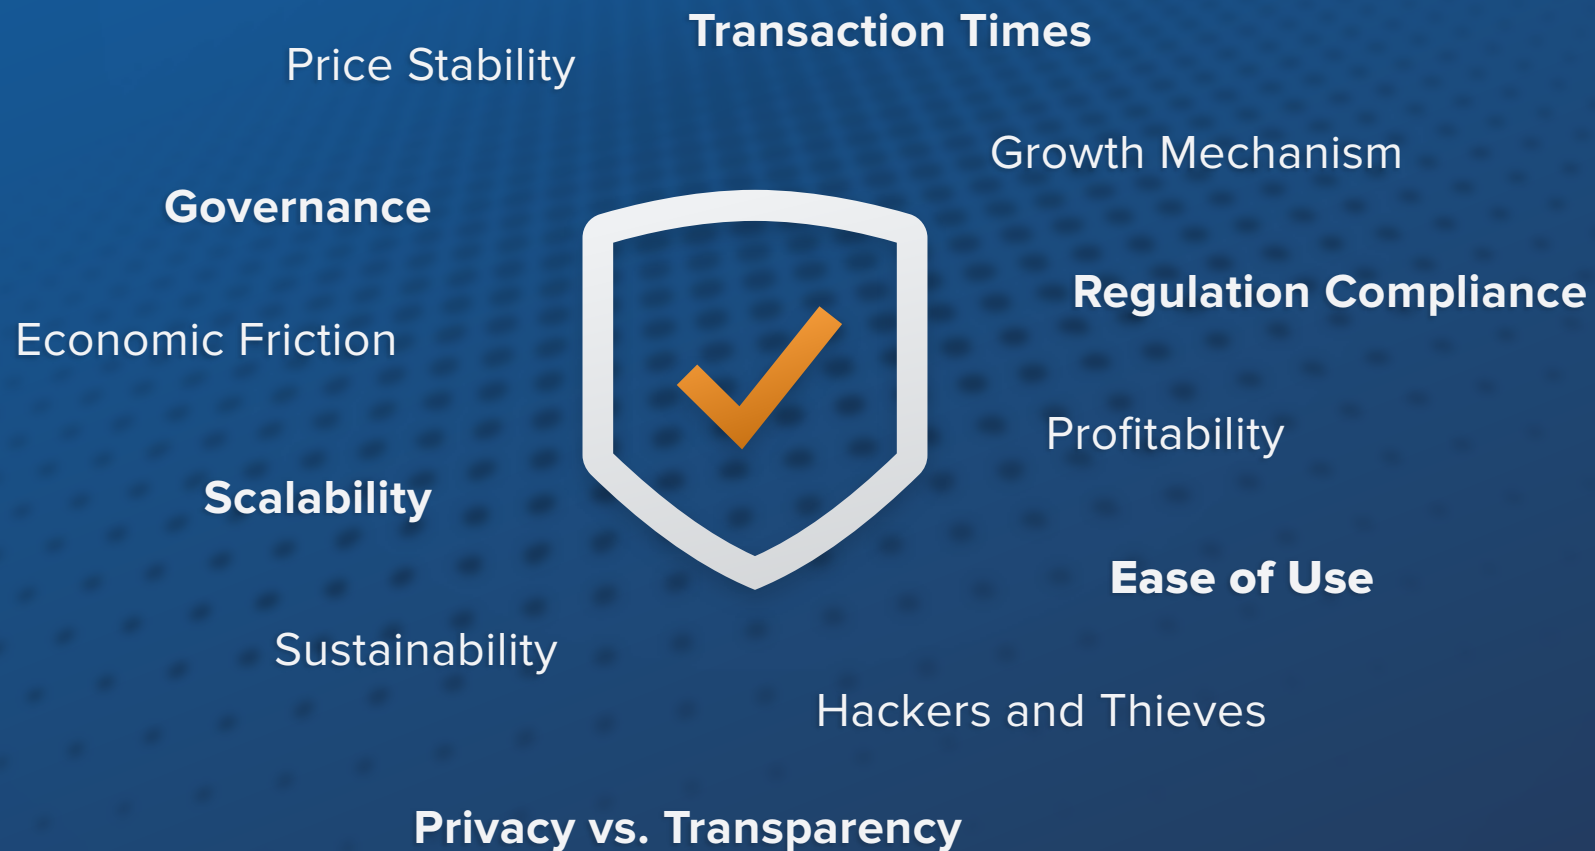 Transaction Times
Price Stability
Growth Mechanism
Governance
Regulation Compliance
Economic Friction
Profitability
Scalability
Ease of Use
Sustainability
Hackers and Thieves
Privacy vs. Transparency